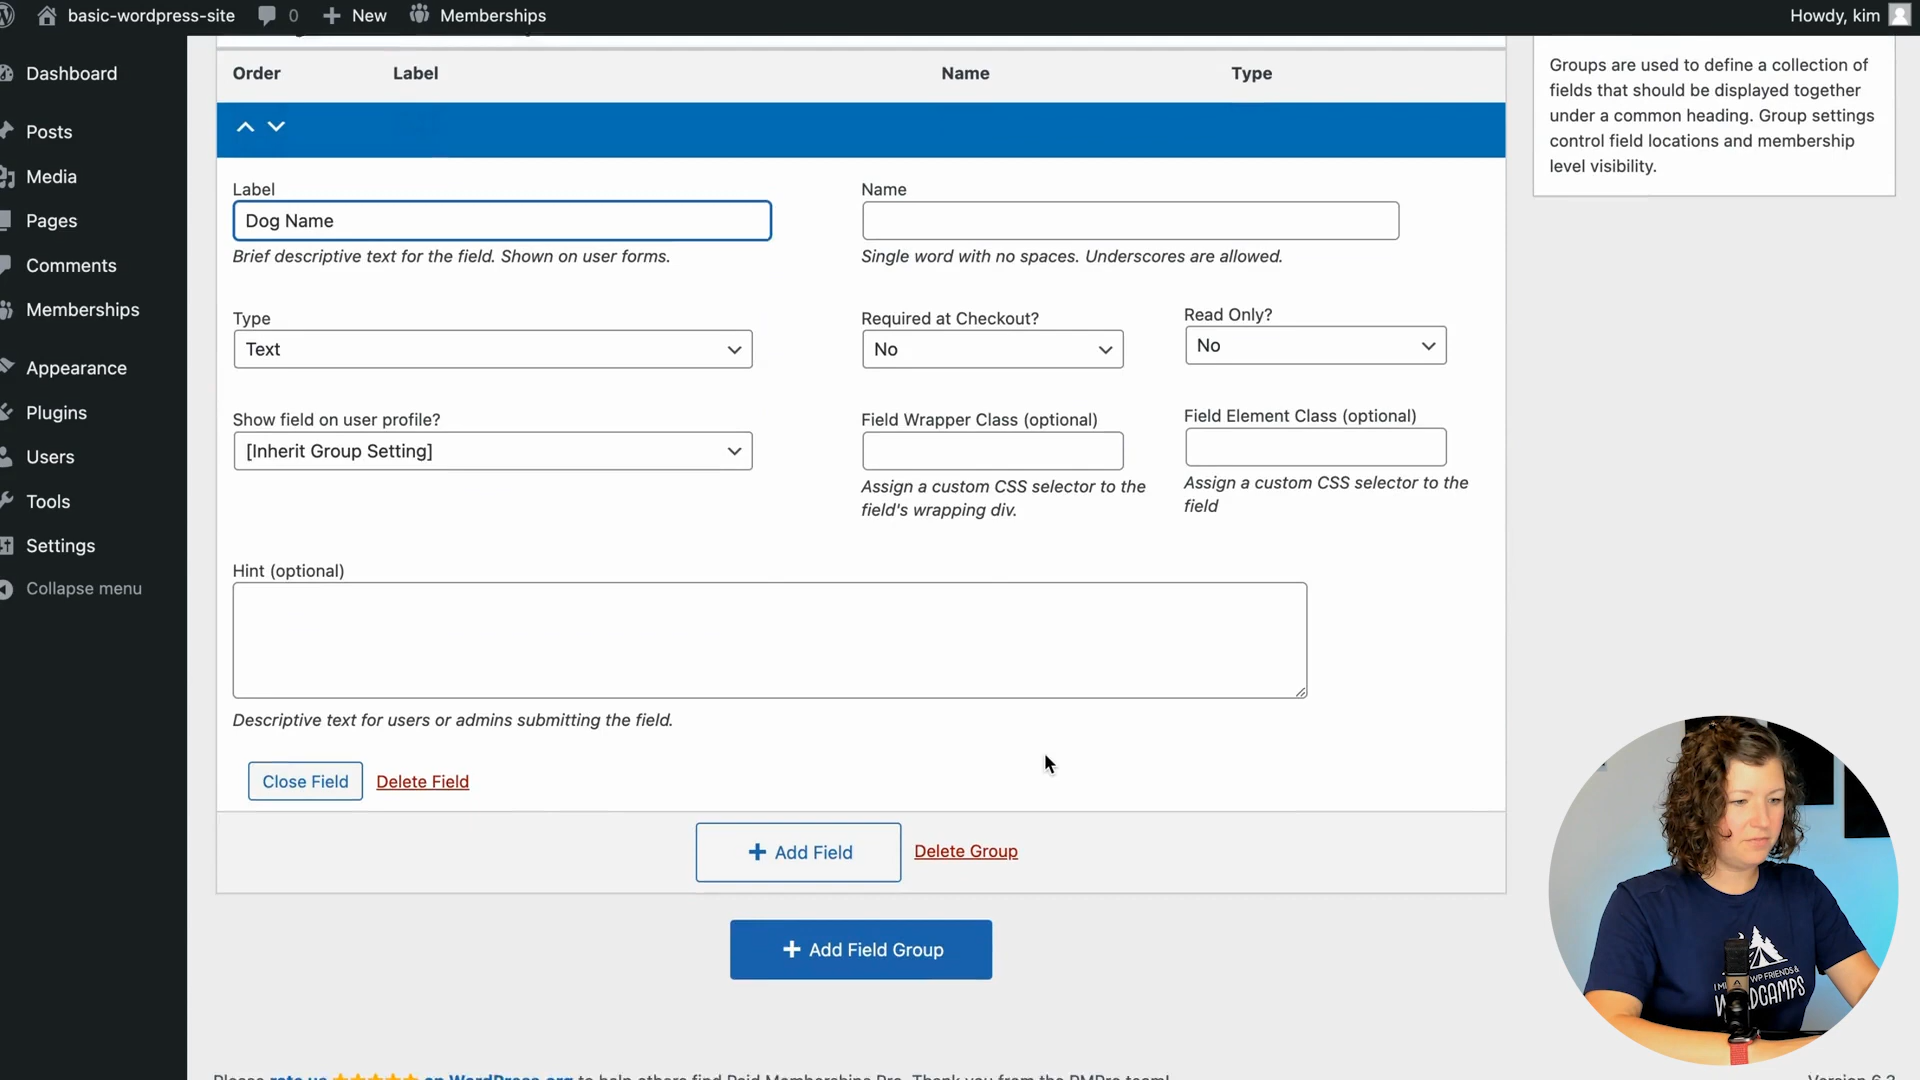 basic-wordpress-site 0 New Memberships Howdy, kim
Dashboard
Posts
Media
Pages
Comments
Memberships
Appearance
Plugins
Users
Tools
Settings
Collapse menu
Order Label Name Type
Label
Dog Name
Brief descriptive text for the field. Shown on user forms.
Name
Single word with no spaces. Underscores are allowed.
Type
Text
Required at Checkout?
No
Read Only?
No
Show field on user profile?
[Inherit Group Setting]
Field Wrapper Class (optional)
Assign a custom CSS selector to the
field's wrapping div.
Field Element Class (optional)
Assign a custom CSS selector to the
field
Hint (optional)
Descriptive text for users or admins submitting the field.
Close Field Delete Field
Add Field Delete Group
Add Field Group
Groups are used to define a collection of
fields that should be displayed together
under a common heading. Group settings
control field locations and membership
level visibility.
WP FRIENDS &
Please rate us ★★★★★ on WordPress.org to help others find Paid Memberships Pro. Thank you from the PMPro team!
Version